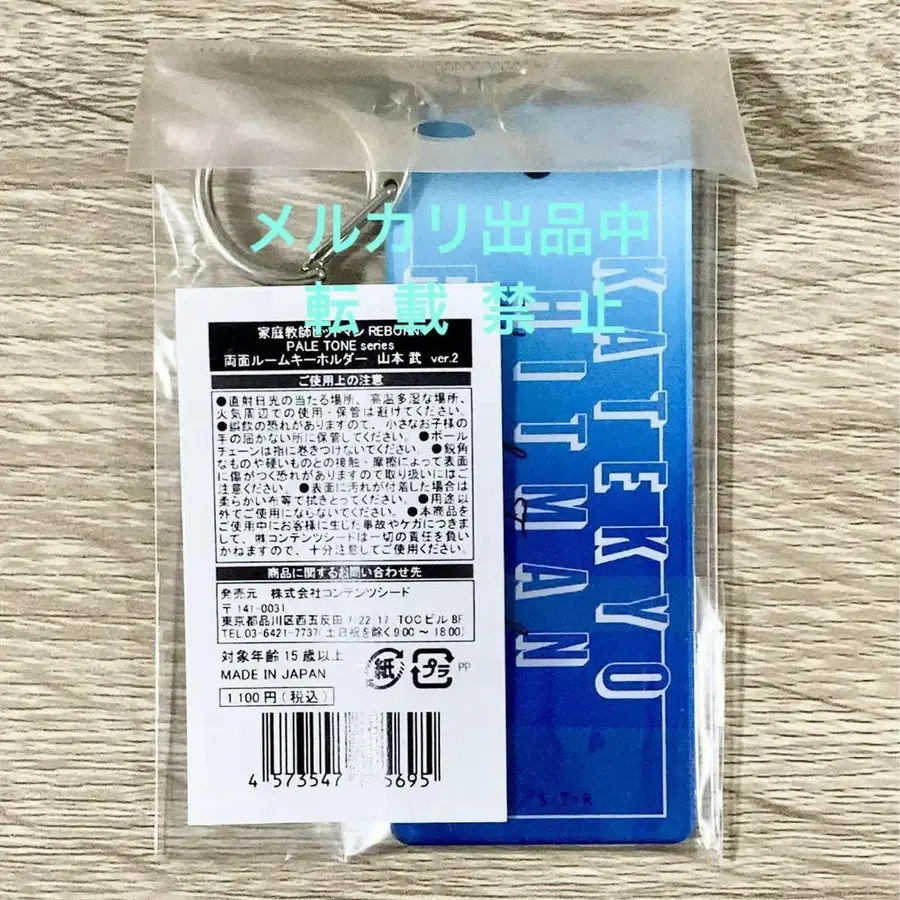 メルカリ出品中
転載禁止
家庭教師ヒットマン REBORN!
PALE TONE series
両面ルームキーホルダー 山本 武 ver.2
ご使用上の注意
●直射日光の当たる場所、高温多湿な場所、
火気周辺での使用・保管は避けてください。
●誤飲の恐れがありますので、小さなお子様の
手の届かない所に保管してください。●ボール
チェーンは指に巻きつけないでください。●鋭角
なものや硬いものとの接触・摩擦によって表面
に傷がつく恐れがありますので取り扱いにはご
注意ください。●表面に汚れが付着した場合は
柔らかい布等で拭きとってください。●用途以
外でご使用にならないでください。●本商品を
ご使用中にお客様に生じた事故やケガにつきま
して、㈱コンテンツシードは一切の責任を負い
かねますので、十分注意してご使用ください。
商品に関するお問い合わせ先
発売元 株式会社コンテンツシード
〒141-0031
東京都品川区西五反田7-22-17 TOCビル8F
TEL 03-6421-7737(土日祝を除く9:00～18:00)
対象年齢15歳以上
MADE IN JAPAN
紙
プラ
PP
1100円(税込)
4 573547 5695
KATEKYO
HITMAN
S・T・R